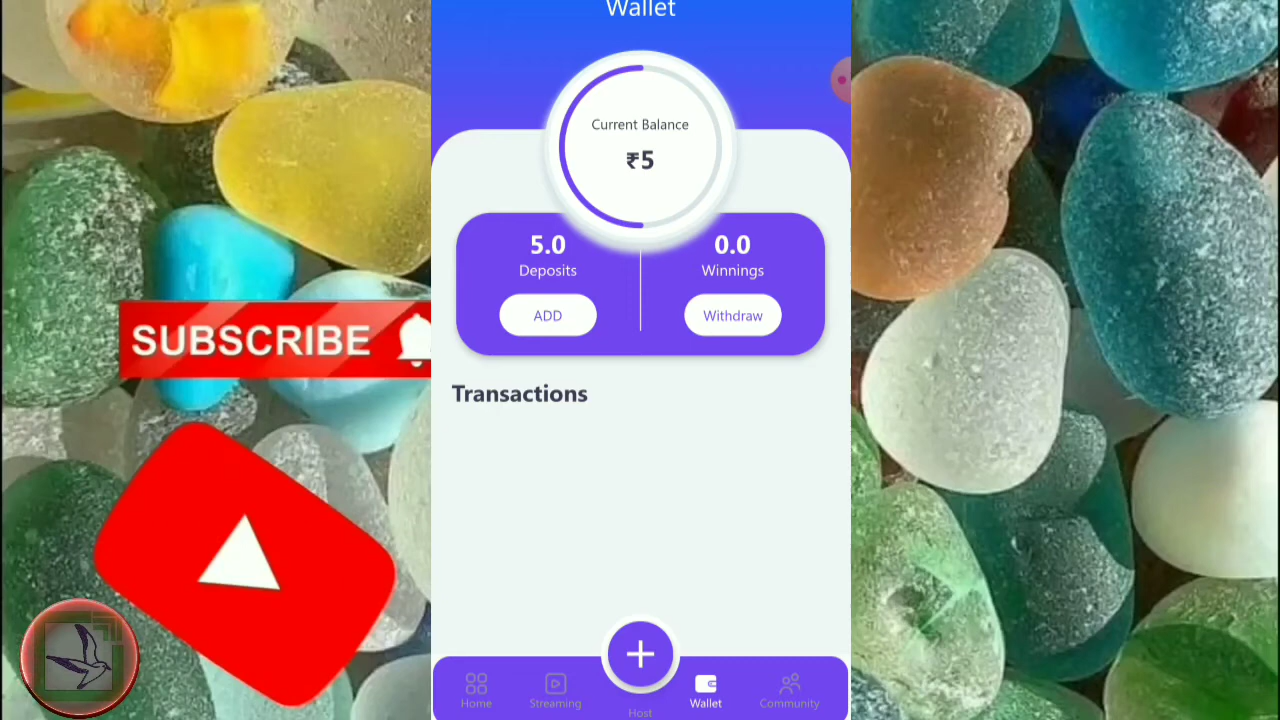 Wallet
Current Balance
₹5
5.0
Deposits
ADD
0.0
Winnings
Withdraw
SUBSCRIBE
Transactions
Home
Streaming
Host
Wallet
Community